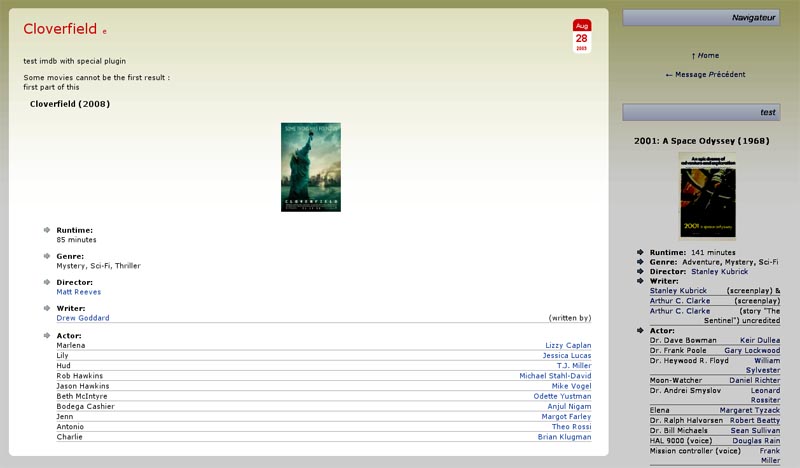 Cloverfield e
Aug
28
2005
test imdb with special plugin
Some movies cannot be the first result :
first part of this
Cloverfield (2008)
CLOVERFIELD
Runtime:
85 minutes
Genre:
Mystery, Sci-Fi, Thriller
Director:
Matt Reeves
Writer:
Drew Goddard (written by)
Actor:
Marlena Lizzy Caplan
Lily Jessica Lucas
Hud T.J. Miller
Rob Hawkins Michael Stahl-David
Jason Hawkins Mike Vogel
Beth McIntyre Odette Yustman
Bodega Cashier Anjul Nigam
Jenn Margot Farley
Antonio Theo Rossi
Charlie Brian Klugman
Navigateur
↑ Home
← Message Précédent
test
2001: A Space Odyssey (1968)
An epic drama of
adventure and exploration
2001 a space odyssey
Runtime: 141 minutes
Genre: Adventure, Mystery, Sci-Fi
Director: Stanley Kubrick
Writer:
Stanley Kubrick (screenplay) &
Arthur C. Clarke (screenplay)
Arthur C. Clarke (story "The
Sentinel") uncredited
Actor:
Dr. Dave Bowman Keir Dullea
Dr. Frank Poole Gary Lockwood
Dr. Heywood R. Floyd William
Sylvester
Moon-Watcher Daniel Richter
Dr. Andrei Smyslov Leonard
Rossiter
Elena Margaret Tyzack
Dr. Ralph Halvorsen Robert Beatty
Dr. Bill Michaels Sean Sullivan
HAL 9000 (voice) Douglas Rain
Mission controller (voice) Frank
Miller